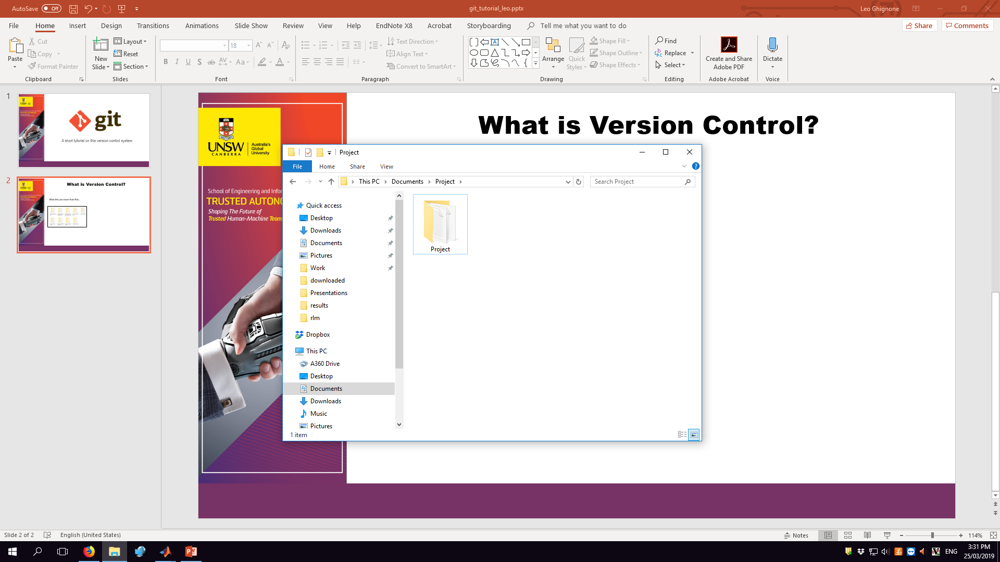 AutoSave Off git_tutorial_leo.pptx Leo Ghignone
File Home Insert Design Transitions Animations Slide Show Review View Help EndNote X8 Acrobat Storyboarding Tell me what you want to do Share Comments
Paste Cut Copy Format Painter
Clipboard
New Slide Layout Reset Section
Slides
18
B I U S ab AV Aa A
Font
Text Direction
Align Text
Convert to SmartArt
Paragraph
Arrange
Quick Styles
Shape Fill
Shape Outline
Shape Effects
Drawing
Find
Replace
Select
Editing
Create and Share Adobe PDF
Adobe Acrobat
Dictate
Voice
1
git
A short tutorial on this version control system
2
What is Version Control?
What lets you move from this...
What is Version Control?
UNSW
CANBERRA
Australia's
Global
University
School of Engineering and Infor
TRUSTED AUTONO
Shaping The Future of
Trusted Human-Machine Team
Project
File Home Share View
This PC Documents Project Search Project
Quick access
Desktop
Downloads
Documents
Pictures
Work
downloaded
Presentations
results
rlm
Dropbox
This PC
A360 Drive
Desktop
Documents
Downloads
Music
Pictures
Project
1 item
Slide 2 of 2 English (United States) Notes 114%
ENG
3:31 PM
25/03/2019